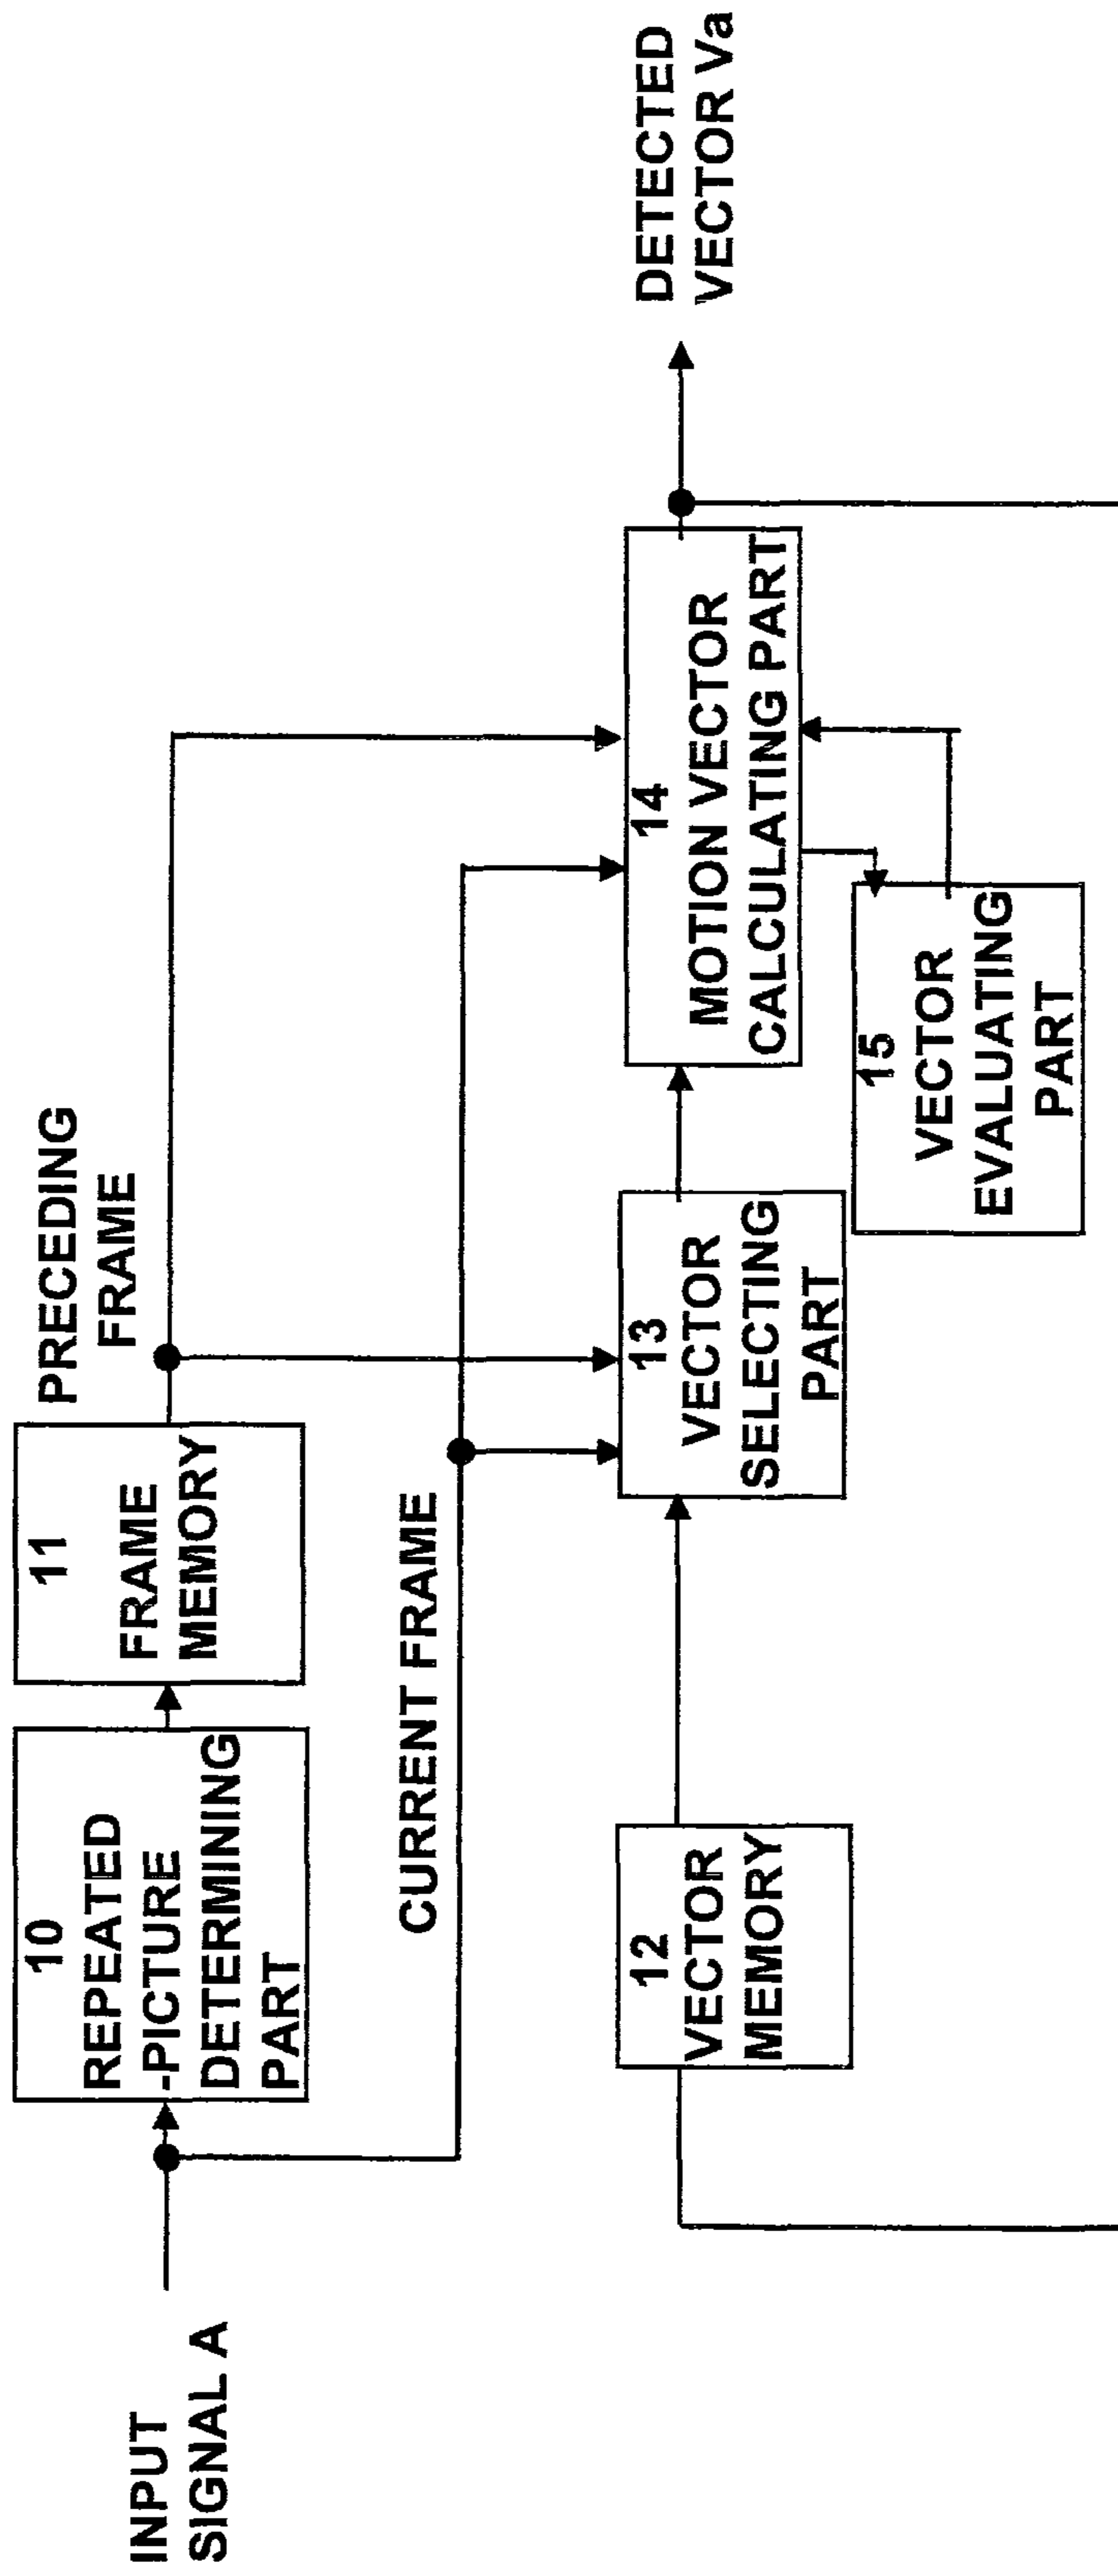 INPUT
SIGNAL A
10
REPEATED
-PICTURE
DETERMINING
PART
11
FRAME
MEMORY
PRECEDING
FRAME
CURRENT FRAME
12
VECTOR
MEMORY
13
VECTOR
SELECTING
PART
14
MOTION VECTOR
CALCULATING PART
15
VECTOR
EVALUATING
PART
DETECTED
VECTOR Va